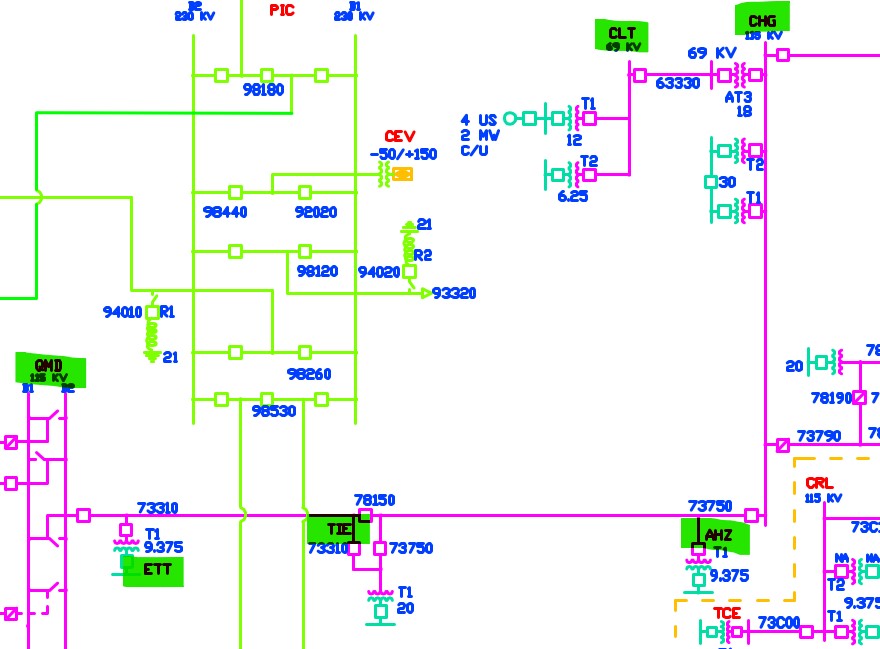 B2
230 KV
PIC
B1
230 KV
CLT
69 KV
CHG
115 KV
69 KV
98180
63330
AT3
18
4 US
2 MW
C/U
T1
12
CEV
-50/+150
T2
6.25
T2
30
T1
98440
92020
21
R2
98120
94020
93320
94010
R1
21
98260
QMD
115 KV
B1
B2
98530
20
78190
73790
CRL
115 KV
73310
78150
73750
T1
9.375
ETT
TIE
73310
73750
T1
20
AHZ
T1
9.375
NA
NA
T2
9.375
TCE
73C00
T1